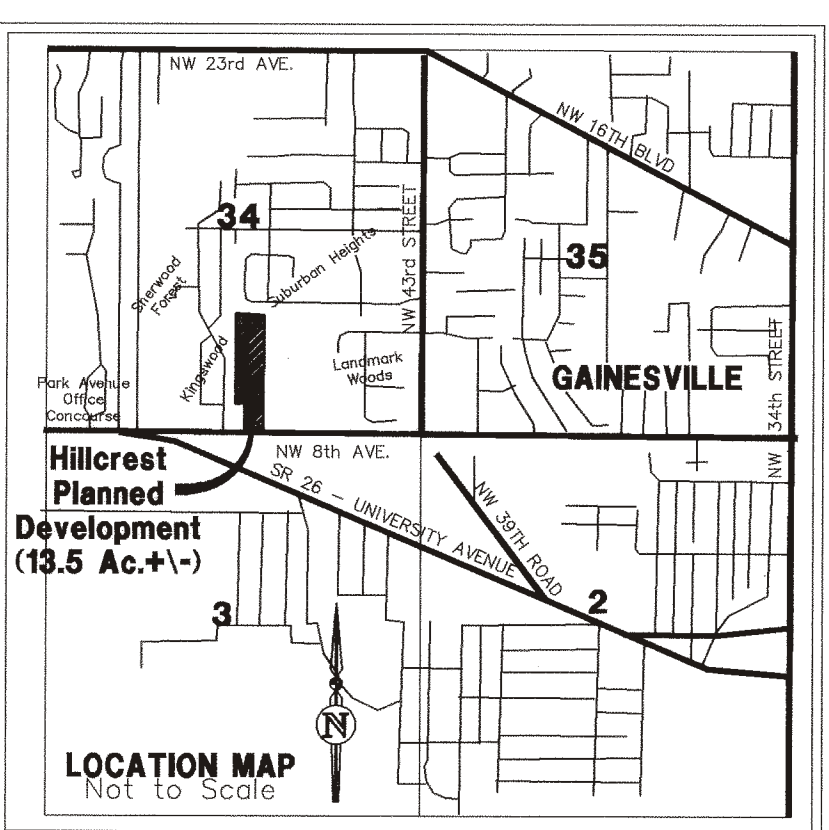 NW 23rd AVE.
NW 16TH BLVD
34
NW 43rd STREET
35
Suburban Heights
Sherwood
Forest
Kingswood
Landmark
Woods
GAINESVILLE
NW 34th STREET
Park Avenue
Office
Concourse
NW 8th AVE.
Hillcrest
Planned
Development
(13.5 Ac.+\-)
SR 26 - UNIVERSITY AVENUE
NW 39TH ROAD
2
3
N
LOCATION MAP
Not to Scale